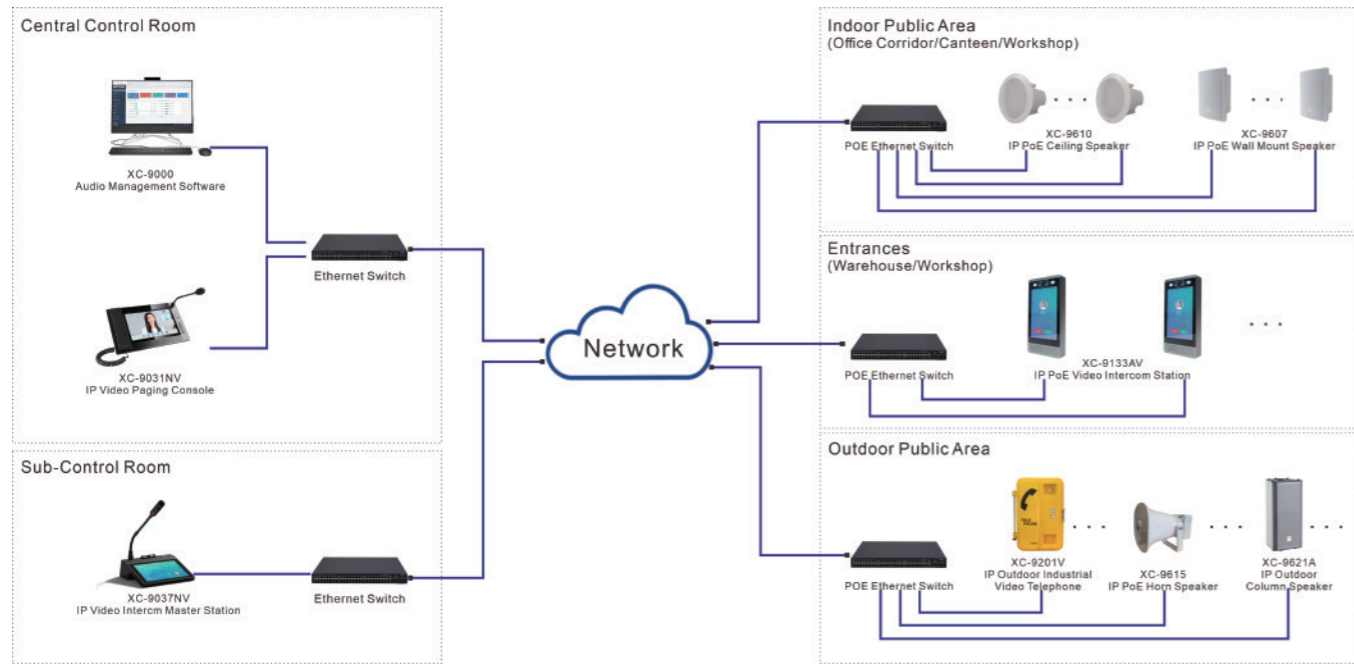 Central Control Room
XC-9000
Audio Management Software
Ethernet Switch
XC-9031NV
IP Video Paging Console
Sub-Control Room
XC-9037NV
IP Video Intercm Master Station
Ethernet Switch
Network
Indoor Public Area
(Office Corridor/Canteen/Workshop)
POE Ethernet Switch
XC-9610
IP PoE Ceiling Speaker
XC-9607
IP PoE Wall Mount Speaker
Entrances
(Warehouse/Workshop)
POE Ethernet Switch
XC-9133AV
IP PoE Video Intercom Station
Outdoor Public Area
TELE
PHONE
POE Ethernet Switch
XC-9201V
IP Outdoor Industrial
Video Telephone
XC-9615
IP PoE Horn Speaker
XC-9621A
IP Outdoor
Column Speaker